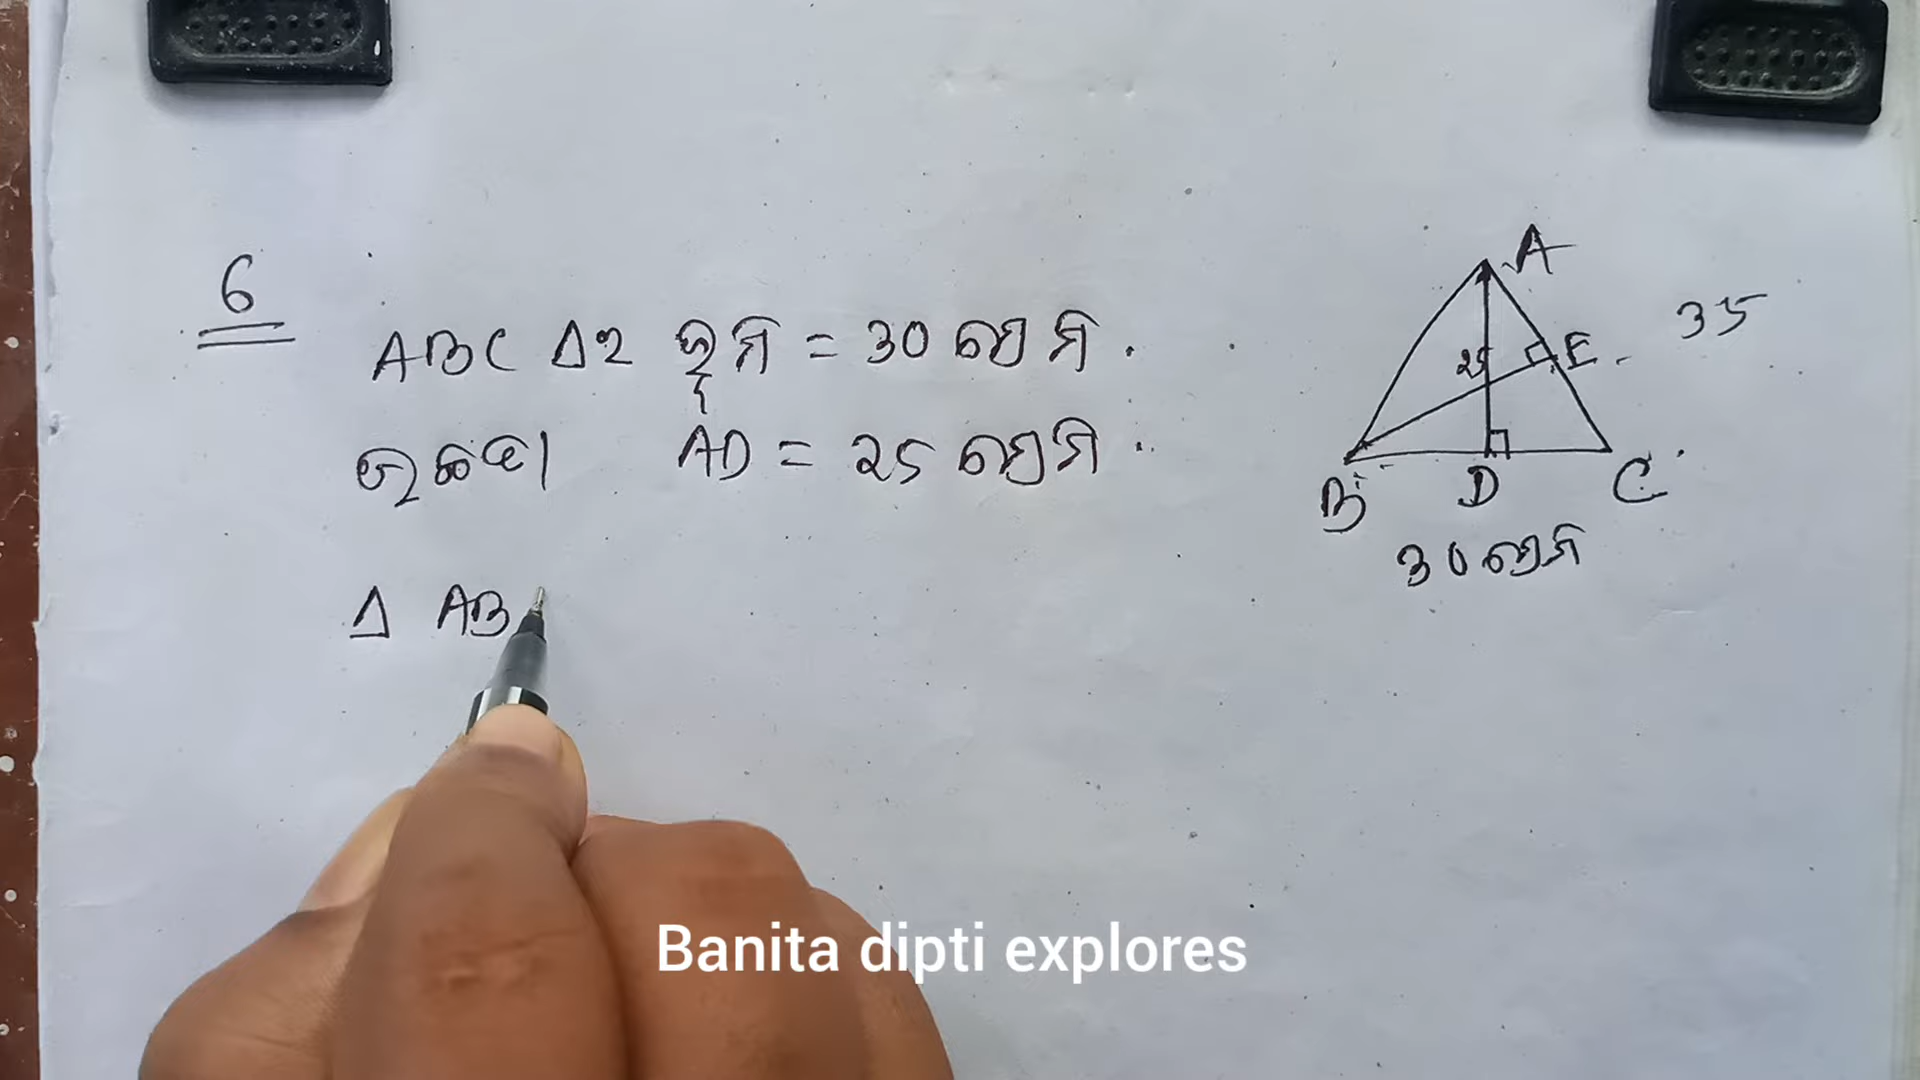 6
ABC Δର ଭୂମି = 30 ସେମି.
ଉଚ୍ଚତା AD = 25 ସେମି.
Δ AB
A
25
E
35
B D C
30 ସେମି
Banita dipti explores